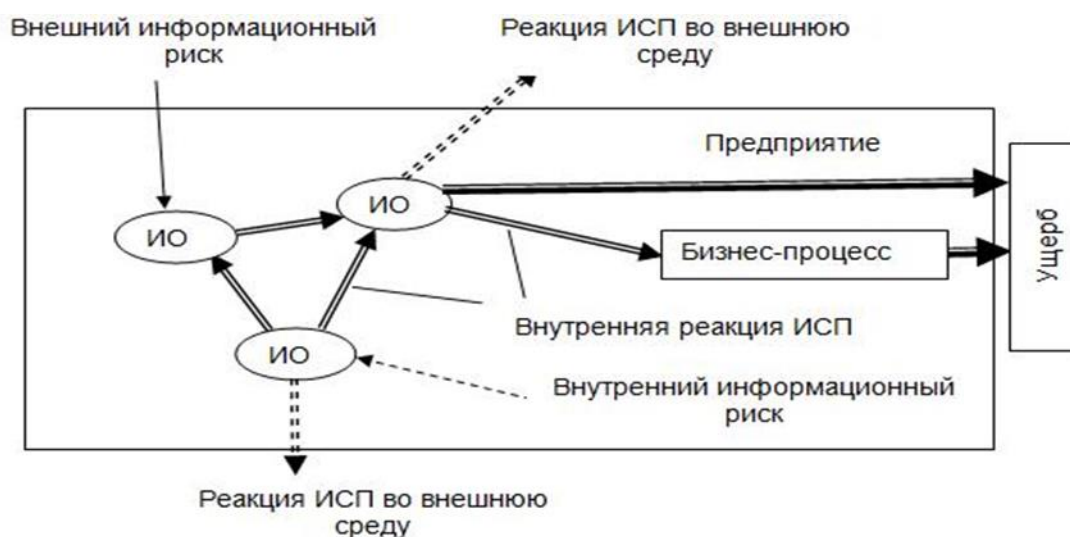 Внешний информационный
риск
Реакция ИСП во внешнюю
среду
Предприятие
ИО
ИО
Бизнес-процесс
Ущерб
Внутренняя реакция ИСП
ИО
Внутренний информационный
риск
Реакция ИСП во внешнюю
среду